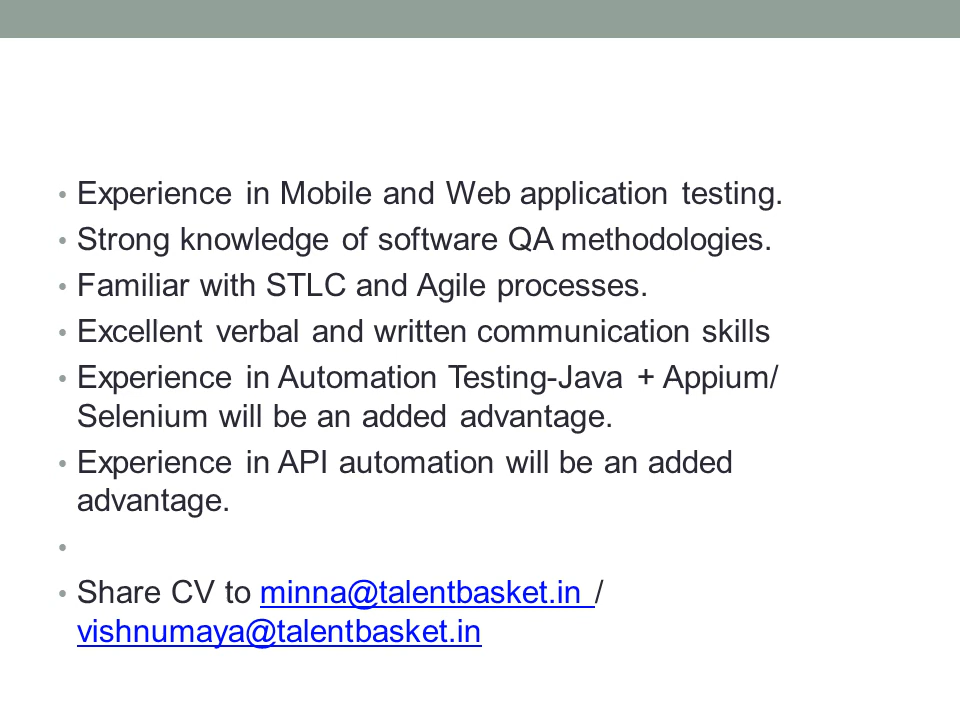 • Experience in Mobile and Web application testing.
• Strong knowledge of software QA methodologies.
• Familiar with STLC and Agile processes.
• Excellent verbal and written communication skills
• Experience in Automation Testing-Java + Appium/
Selenium will be an added advantage.
• Experience in API automation will be an added
advantage.
•
• Share CV to minna@talentbasket.in /
vishnumaya@talentbasket.in